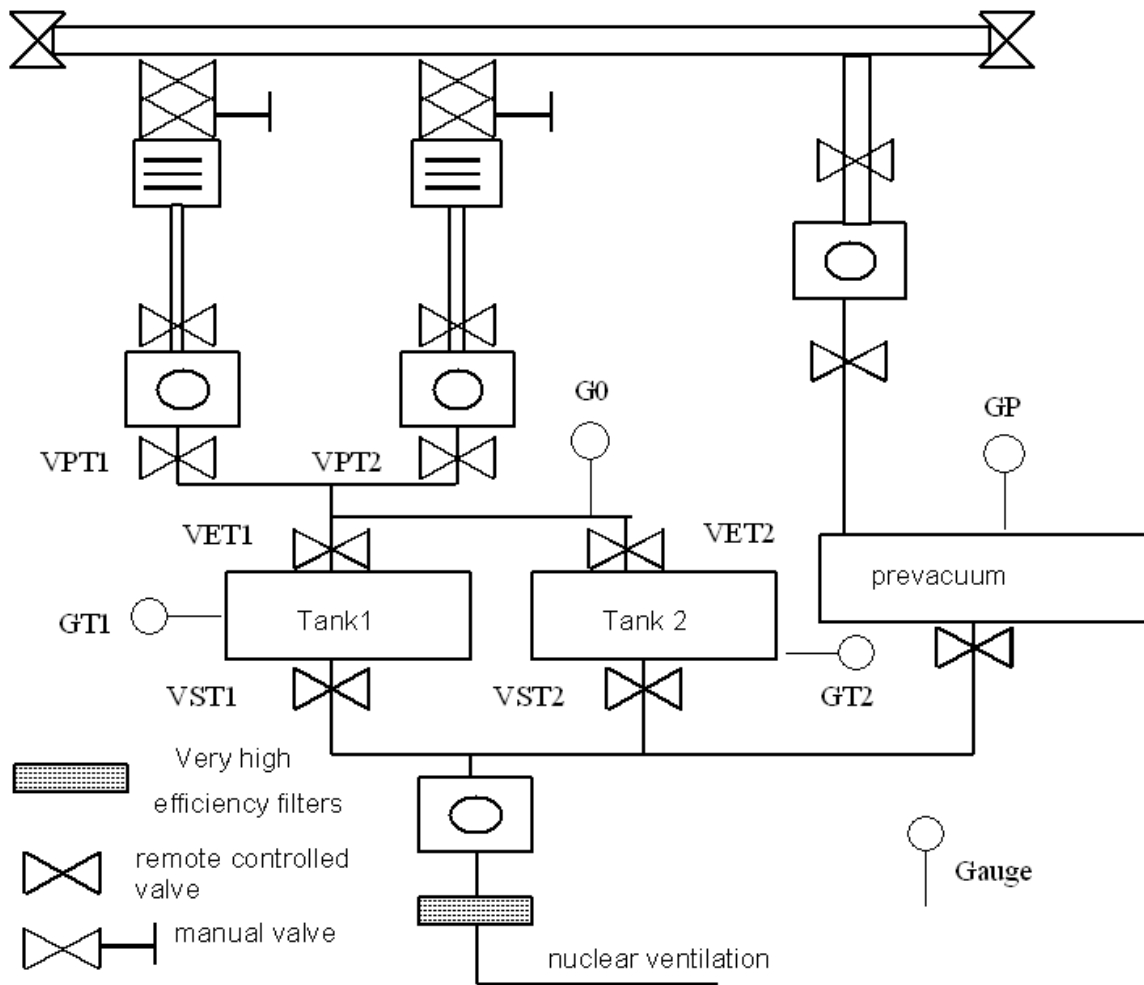 G0
GP
VPT1
VPT2
VET1
VET2
prevacuum
Tank1
Tank 2
GT1
VST1
VST2
GT2
Very high
efficiency filters
remote controlled
valve
Gauge
manual valve
nuclear ventilation